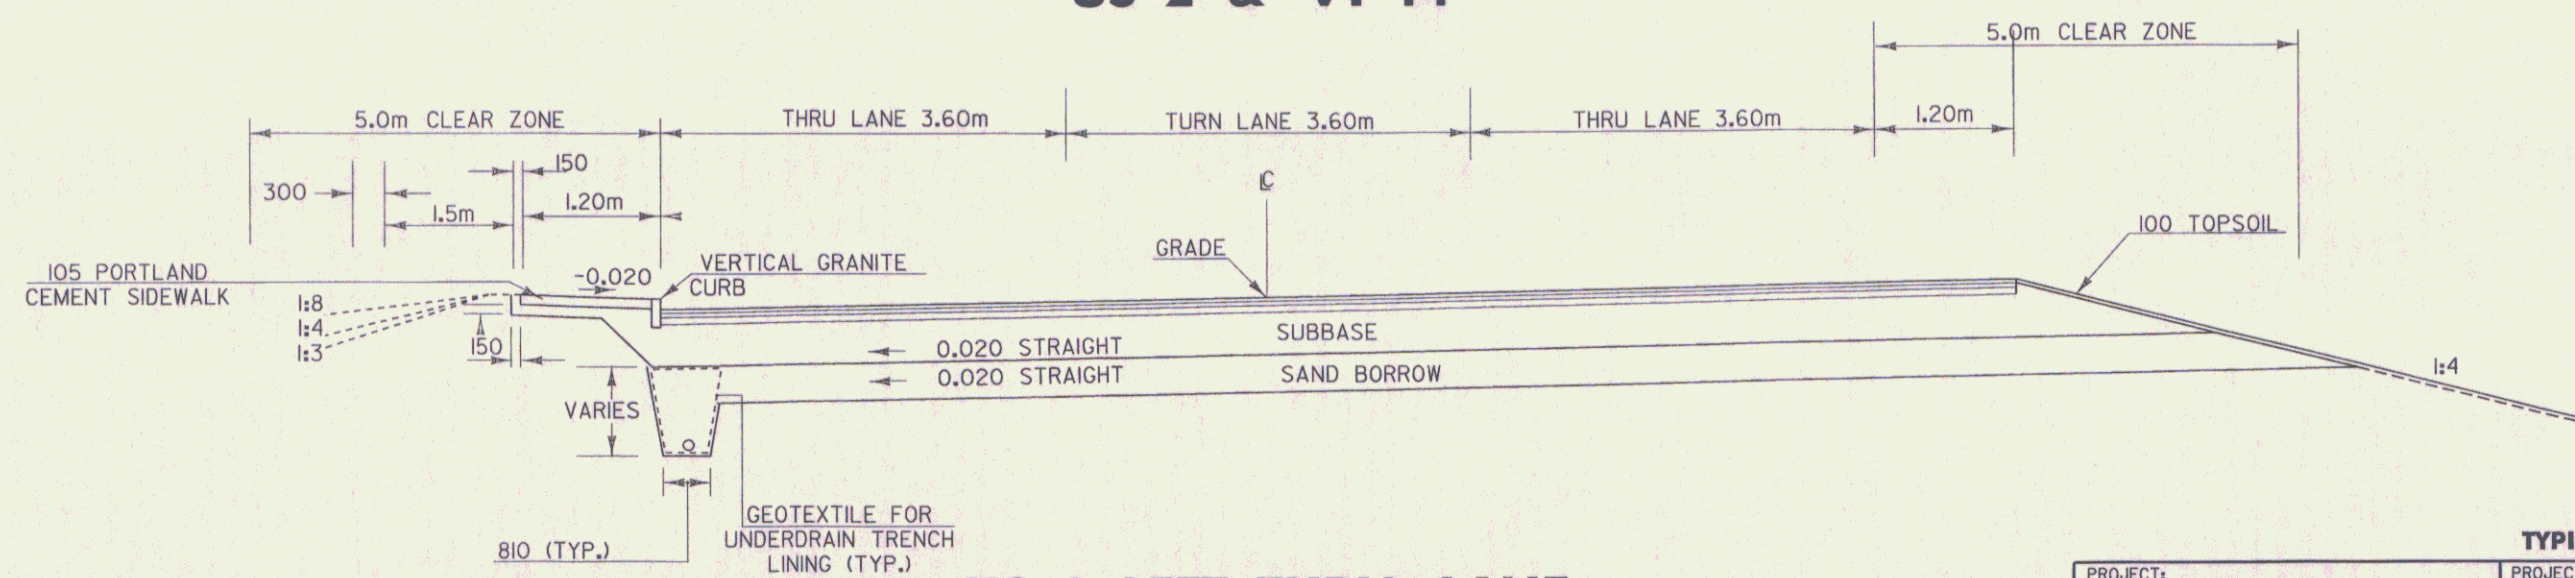 5.0m CLEAR ZONE
5.0m CLEAR ZONE
THRU LANE 3.60m
TURN LANE 3.60m
THRU LANE 3.60m
1.20m
150
300
1.5m
1.20m
℄
100 TOPSOIL
GRADE
105 PORTLAND
CEMENT SIDEWALK
-0.020
VERTICAL GRANITE
CURB
1:8
1:4
1:3
150
SUBBASE
0.020 STRAIGHT
0.020 STRAIGHT
SAND BORROW
1:4
VARIES
GEOTEXTILE FOR
UNDERDRAIN TRENCH
LINING (TYP.)
810 (TYP.)
TYPI
PROJECT:
PROJEC